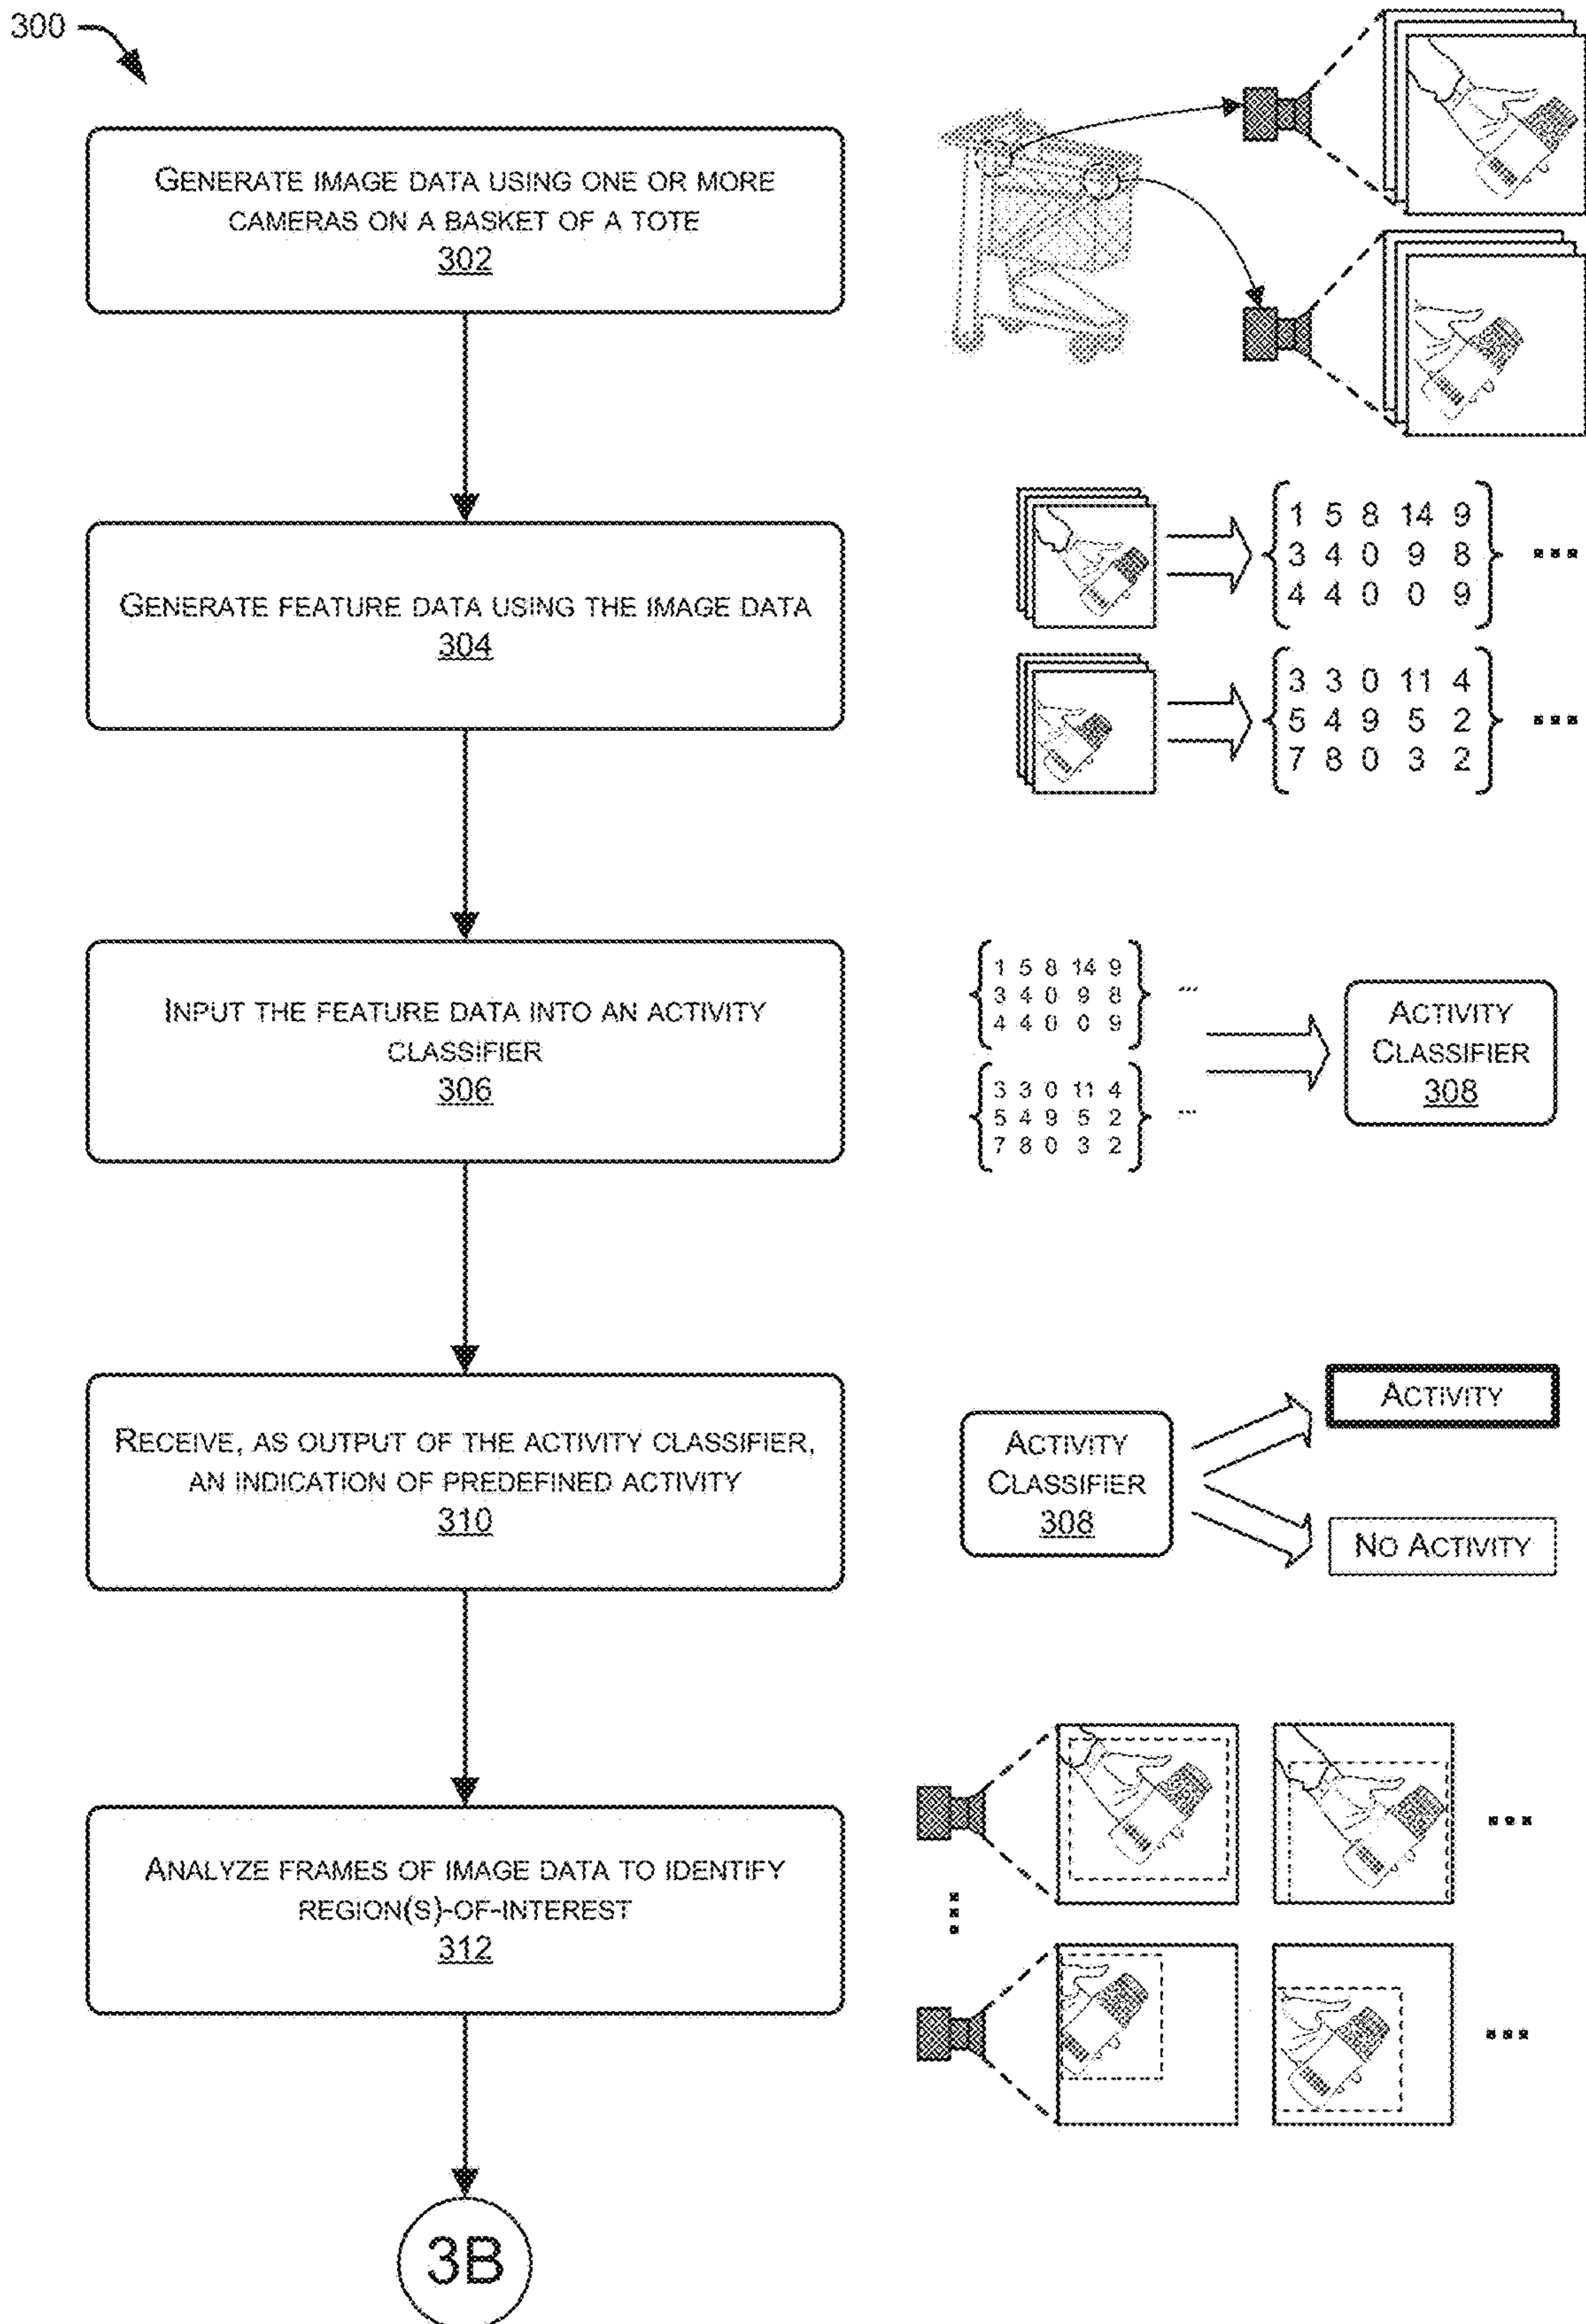 300
GENERATE IMAGE DATA USING ONE OR MORE
CAMERAS ON A BASKET OF A TOTE
302
GENERATE FEATURE DATA USING THE IMAGE DATA
304
1 5 8 14 9
3 4 0 9 8
4 4 0 0 9
3 3 0 11 4
5 4 9 5 2
7 8 0 3 2
INPUT THE FEATURE DATA INTO AN ACTIVITY
CLASSIFIER
306
1 5 8 14 9
3 4 0 9 8
4 4 0 0 9
3 3 0 11 4
5 4 9 5 2
7 8 0 3 2
ACTIVITY
CLASSIFIER
308
RECEIVE, AS OUTPUT OF THE ACTIVITY CLASSIFIER,
AN INDICATION OF PREDEFINED ACTIVITY
310
ACTIVITY
CLASSIFIER
308
ACTIVITY
NO ACTIVITY
ANALYZE FRAMES OF IMAGE DATA TO IDENTIFY
REGION(S)-OF-INTEREST
312
3B